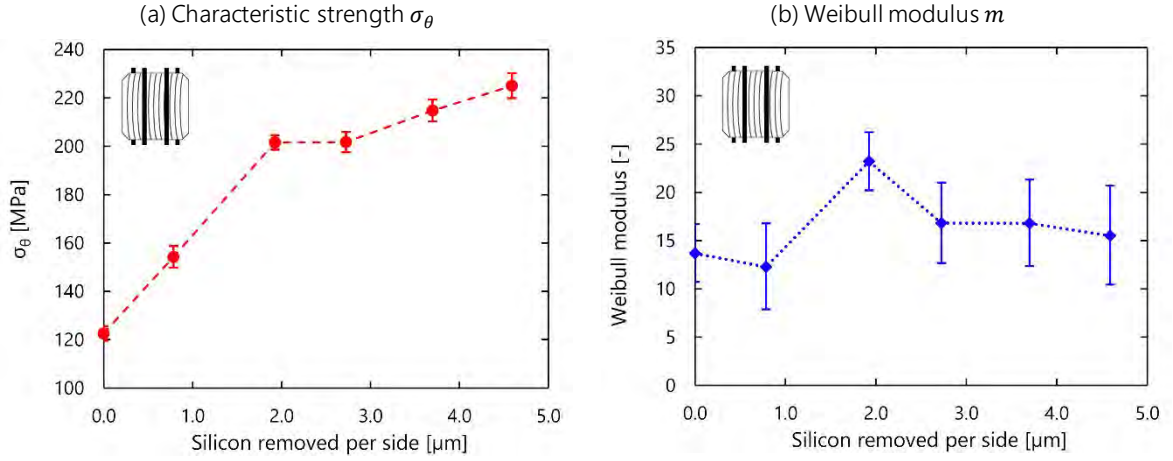 (a) Characteristic strength σ_θ
240
220
200
180
160
140
120
100
σ_θ [MPa]
0.0 1.0 2.0 3.0 4.0 5.0
Silicon removed per side [µm]
(b) Weibull modulus m
35
30
25
20
15
10
5
0
Weibull modulus [-]
0.0 1.0 2.0 3.0 4.0 5.0
Silicon removed per side [µm]